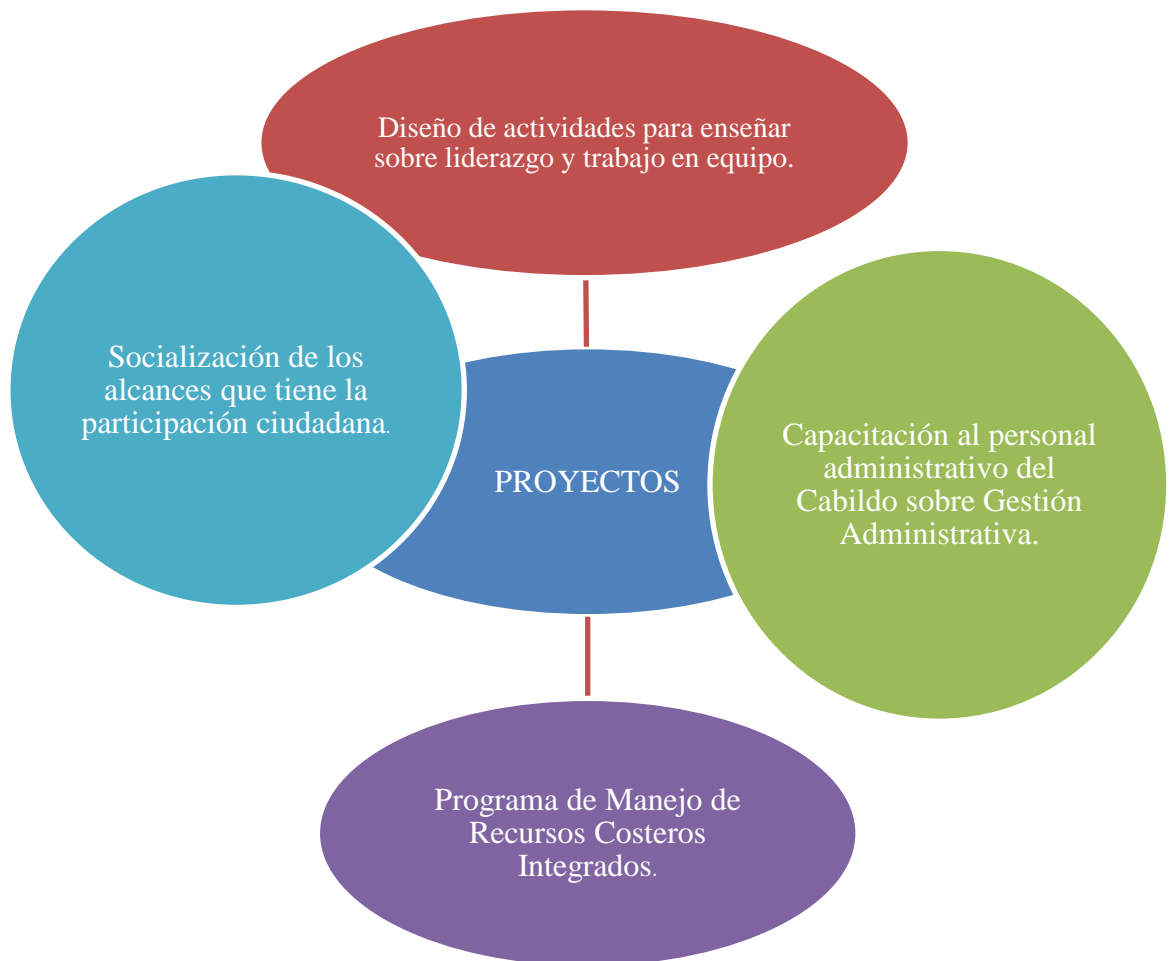 Diseño de actividades para enseñar
sobre liderazgo y trabajo en equipo.
Socialización de los
alcances que tiene la
participación ciudadana.
PROYECTOS
Capacitación al personal
administrativo del
Cabildo sobre Gestión
Administrativa.
Programa de Manejo de
Recursos Costeros
Integrados.